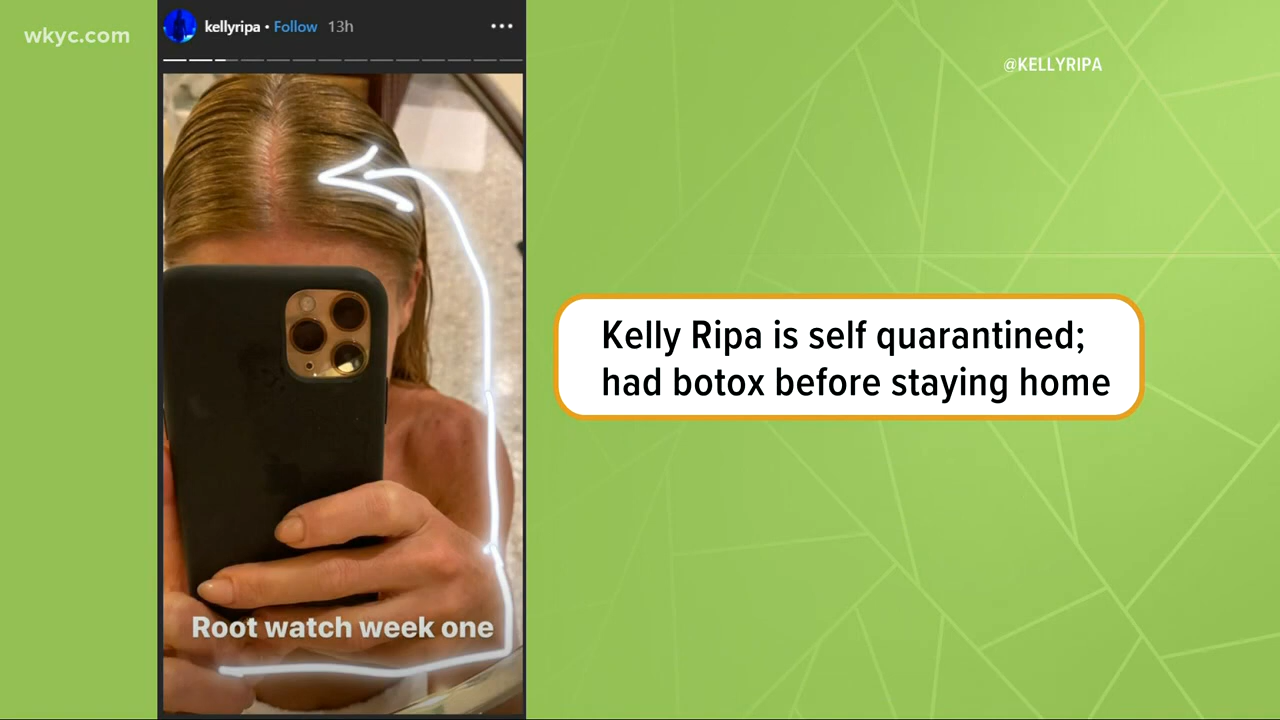 wkyc.com
kellyripa • Follow 13h
@KELLYRIPA
Kelly Ripa is self quarantined;
had botox before staying home
Root watch week one